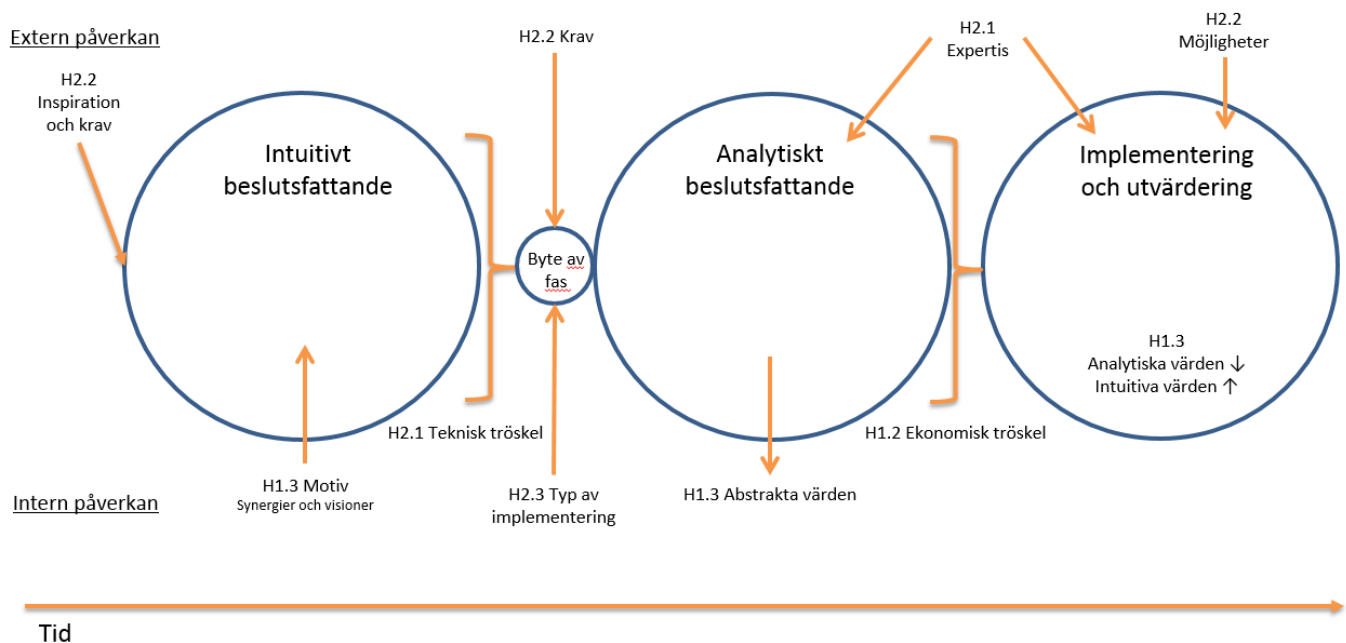 Extern påverkan
H2.2
Inspiration
och krav
H2.2 Krav
H2.1
Expertis
H2.2
Möjligheter
Intuitivt
beslutsfattande
Byte av
fas
Analytiskt
beslutsfattande
Implementering
och utvärdering
H1.3
Analytiska värden ↓
Intuitiva värden ↑
H2.1 Teknisk tröskel
H1.2 Ekonomisk tröskel
Intern påverkan
H1.3 Motiv
Synergier och visioner
H2.3 Typ av
implementering
H1.3 Abstrakta värden
Tid